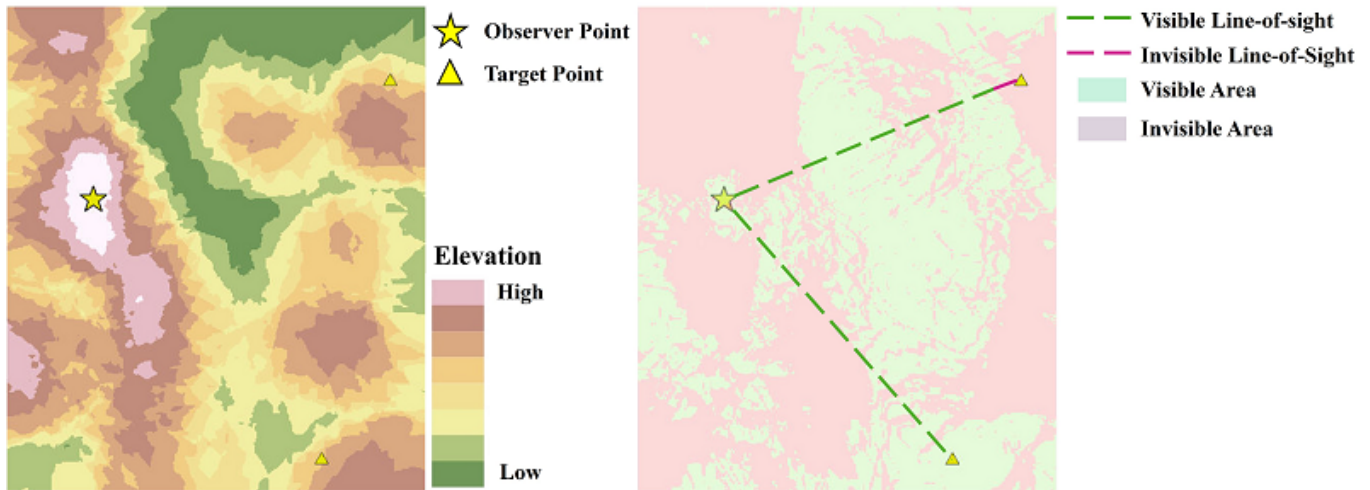 Observer Point
Target Point
Elevation
High
Low
Visible Line-of-sight
Invisible Line-of-Sight
Visible Area
Invisible Area